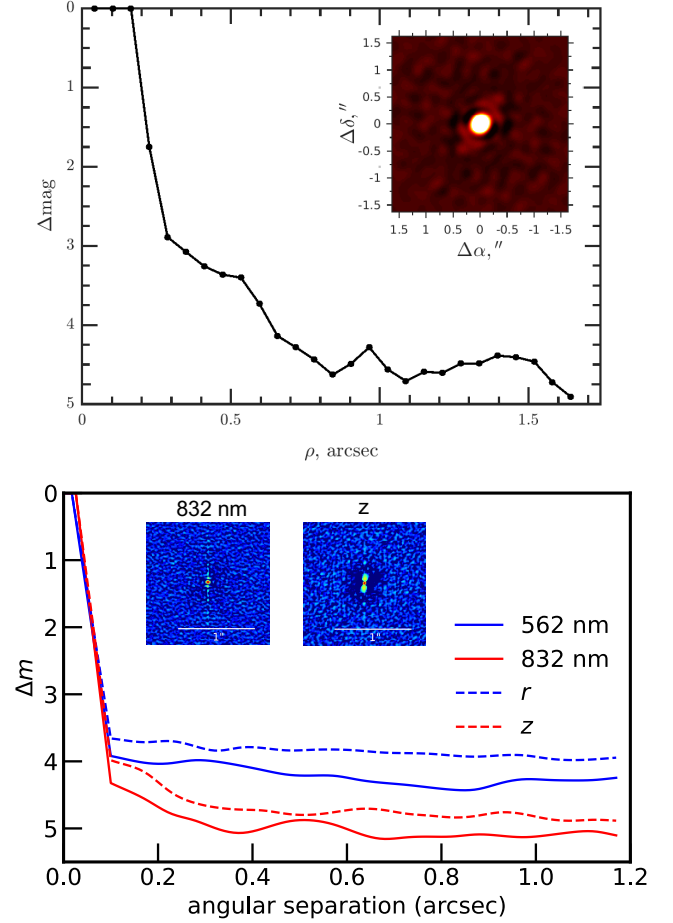 0
1
2
3
4
5
Δmag
0
0.5
1
1.5
ρ, arcsec
Δδ,″
1.5
1
0.5
0
-0.5
-1
-1.5
1.5 1 0.5 0 -0.5 -1 -1.5
Δα,″
0
1
2
3
4
5
Δm
832 nm
z
1"
1"
562 nm
832 nm
r
z
0.0 0.2 0.4 0.6 0.8 1.0 1.2
angular separation (arcsec)